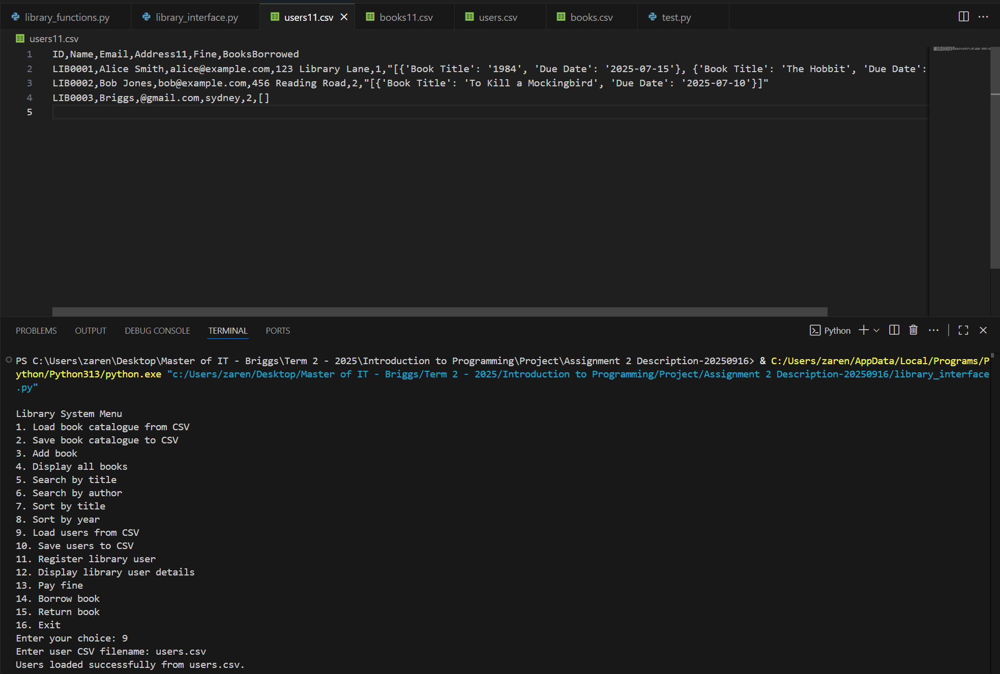 library_functions.py library_interface.py users11.csv books11.csv users.csv books.csv test.py
users11.csv
1 ID,Name,Email,Address11,Fine,BooksBorrowed
2 LIB0001,Alice Smith,alice@example.com,123 Library Lane,1,"[{'Book Title': '1984', 'Due Date': '2025-07-15'}, {'Book Title': 'The Hobbit', 'Due Date':
3 LIB0002,Bob Jones,bob@example.com,456 Reading Road,2,"[{'Book Title': 'To Kill a Mockingbird', 'Due Date': '2025-07-10'}]"
4 LIB0003,Briggs,@gmail.com,sydney,2,[]
5
PROBLEMS OUTPUT DEBUG CONSOLE TERMINAL PORTS Python
PS C:\Users\zaren\Desktop\Master of IT - Briggs\Term 2 - 2025\Introduction to Programming\Project\Assignment 2 Description-20250916> & C:/Users/zaren/AppData/Local/Programs/P
ython/Python313/python.exe "c:/Users/zaren/Desktop/Master of IT - Briggs/Term 2 - 2025/Introduction to Programming/Project/Assignment 2 Description-20250916/library_interface
.py"
Library System Menu
1. Load book catalogue from CSV
2. Save book catalogue to CSV
3. Add book
4. Display all books
5. Search by title
6. Search by author
7. Sort by title
8. Sort by year
9. Load users from CSV
10. Save users to CSV
11. Register library user
12. Display library user details
13. Pay fine
14. Borrow book
15. Return book
16. Exit
Enter your choice: 9
Enter user CSV filename: users.csv
Users loaded successfully from users.csv.